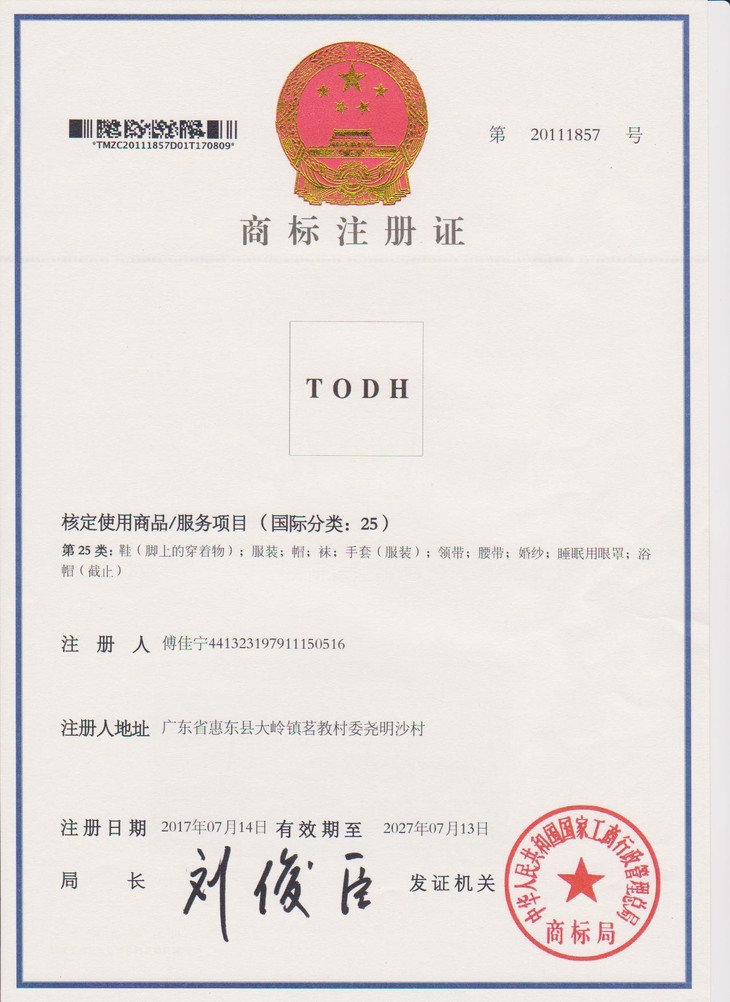 *TMZC20111857D01T170809*
第 20111857 号
商标注册证
TODH
核定使用商品/服务项目（国际分类：25）
第25类：鞋（脚上的穿着物）；服装；帽；袜；手套（服装）；领带；腰带；婚纱；睡眠用眼罩；浴
帽（截止）
注册人 傅佳宁441323197911150516
注册人地址 广东省惠东县大岭镇茗教村委尧明沙村
注册日期 2017年07月14日 有效期至 2027年07月13日
局长 刘俊臣 发证机关
中华人民共和国国家工商行政管理总局
商标局